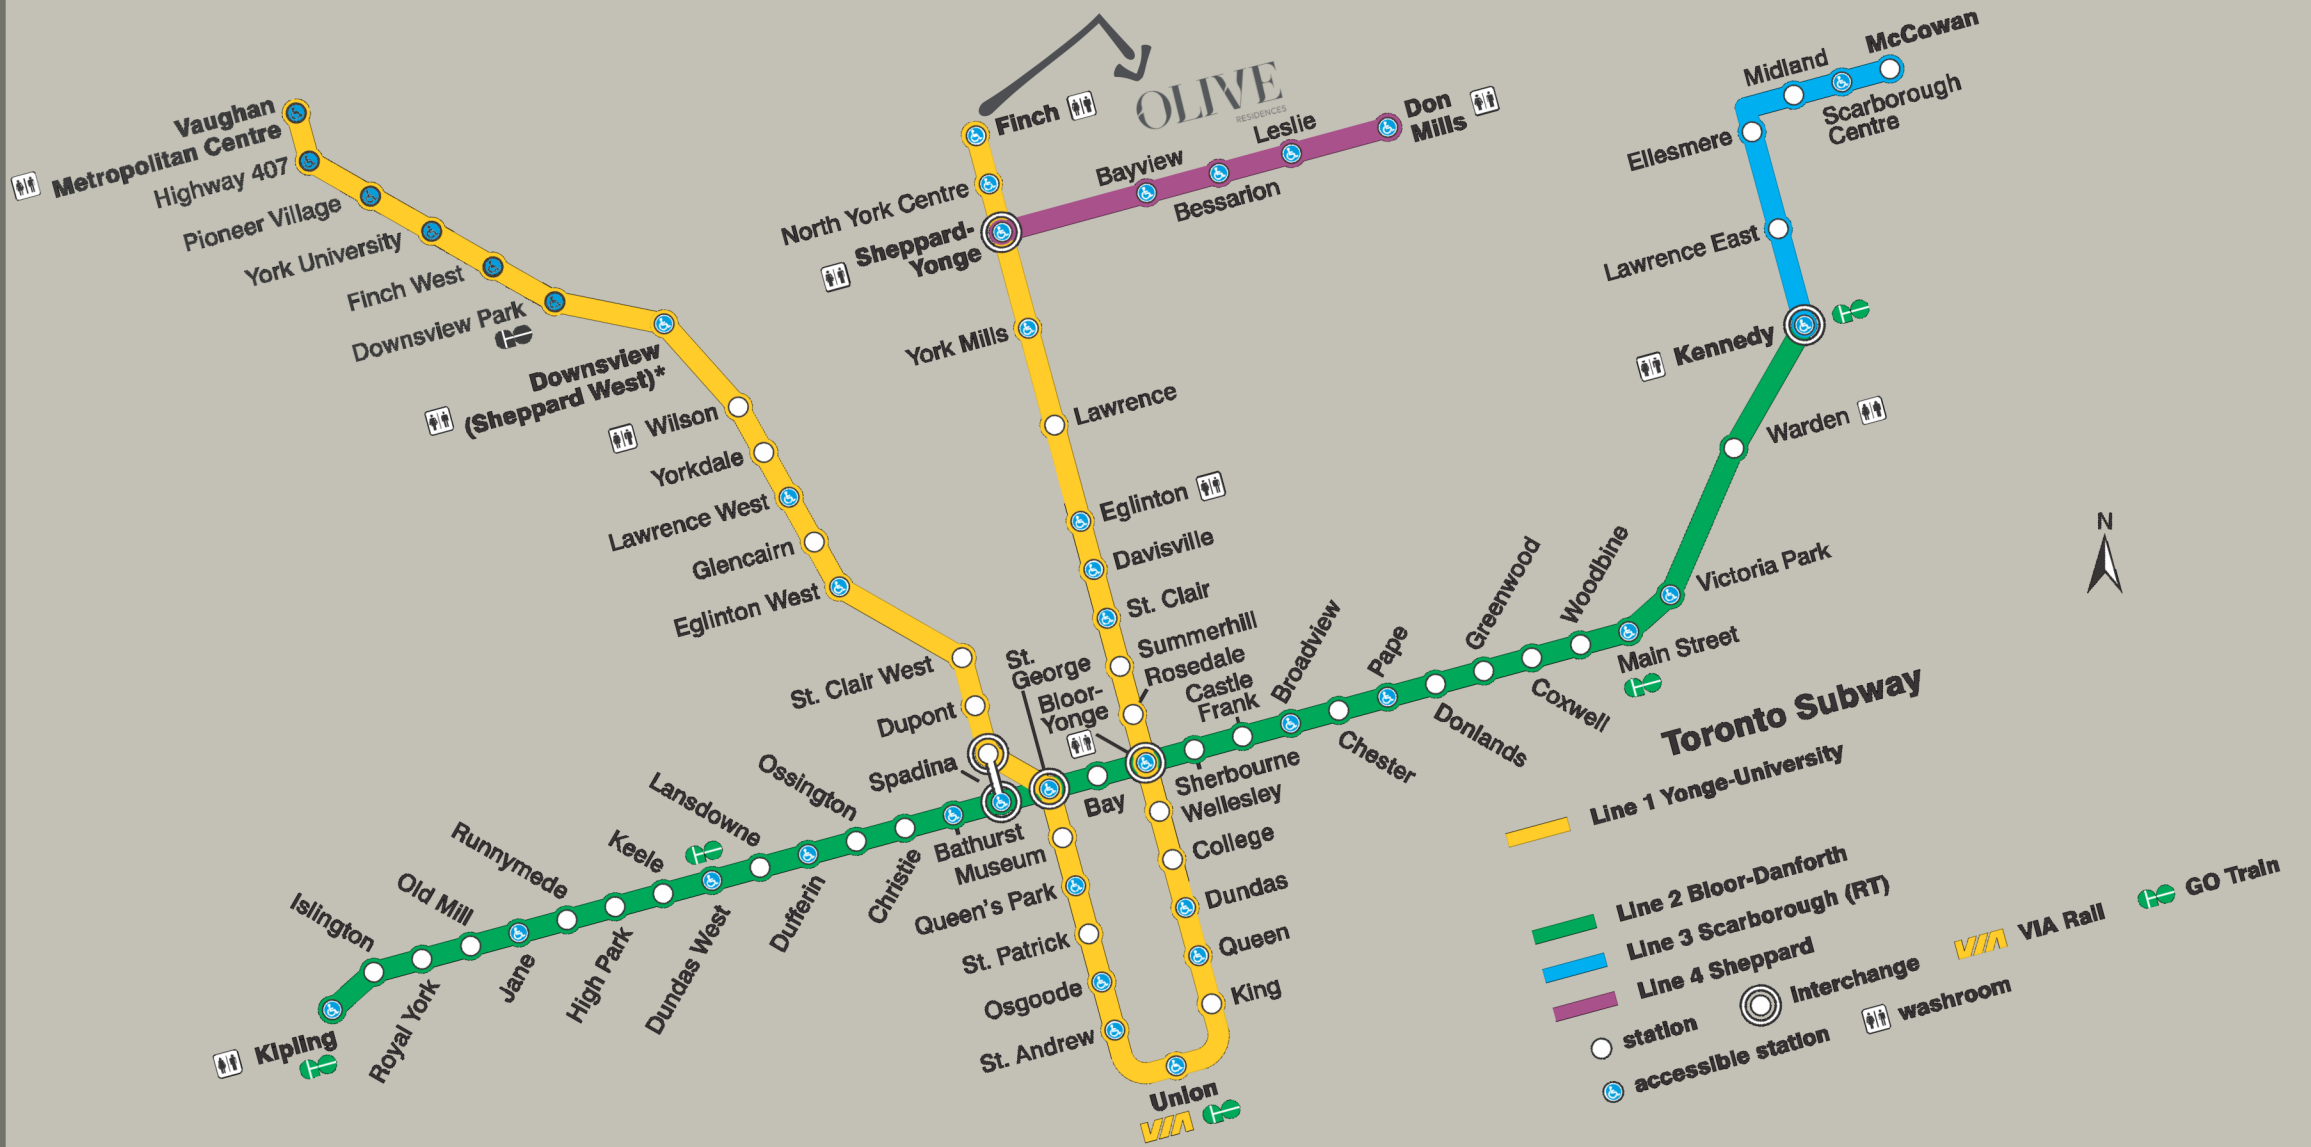 Vaughan
Metropolitan Centre
Highway 407
Pioneer Village
York University
Finch West
Downsview Park
Downsview
(Sheppard West)*
Wilson
Yorkdale
Lawrence West
Glencairn
Eglinton West
St. Clair West
Dupont
Spadina
St.
George
Museum
Queen's Park
St. Patrick
Osgoode
St. Andrew
Union
VIA
King
Queen
Dundas
College
Wellesley
Bloor-
Yonge
Rosedale
Summerhill
St. Clair
Davisville
Eglinton
Lawrence
York Mills
Sheppard-
Yonge
North York Centre
Finch
OLIVE
RESIDENCES
Bayview
Bessarion
Leslie
Don
Mills
McCowan
Scarborough
Centre
Midland
Ellesmere
Lawrence East
Kennedy
Warden
Victoria Park
Main Street
Woodbine
Coxwell
Greenwood
Donlands
Pape
Chester
Broadview
Castle
Frank
Sherbourne
Bay
Bathurst
Christie
Ossington
Dufferin
Lansdowne
Dundas West
Keele
High Park
Runnymede
Jane
Old Mill
Royal York
Islington
Kipling
N
Toronto Subway
Line 1 Yonge-University
Line 2 Bloor-Danforth
Line 3 Scarborough (RT)
Line 4 Sheppard
station
Interchange
VIA
VIA Rail
GO Train
accessible station
washroom